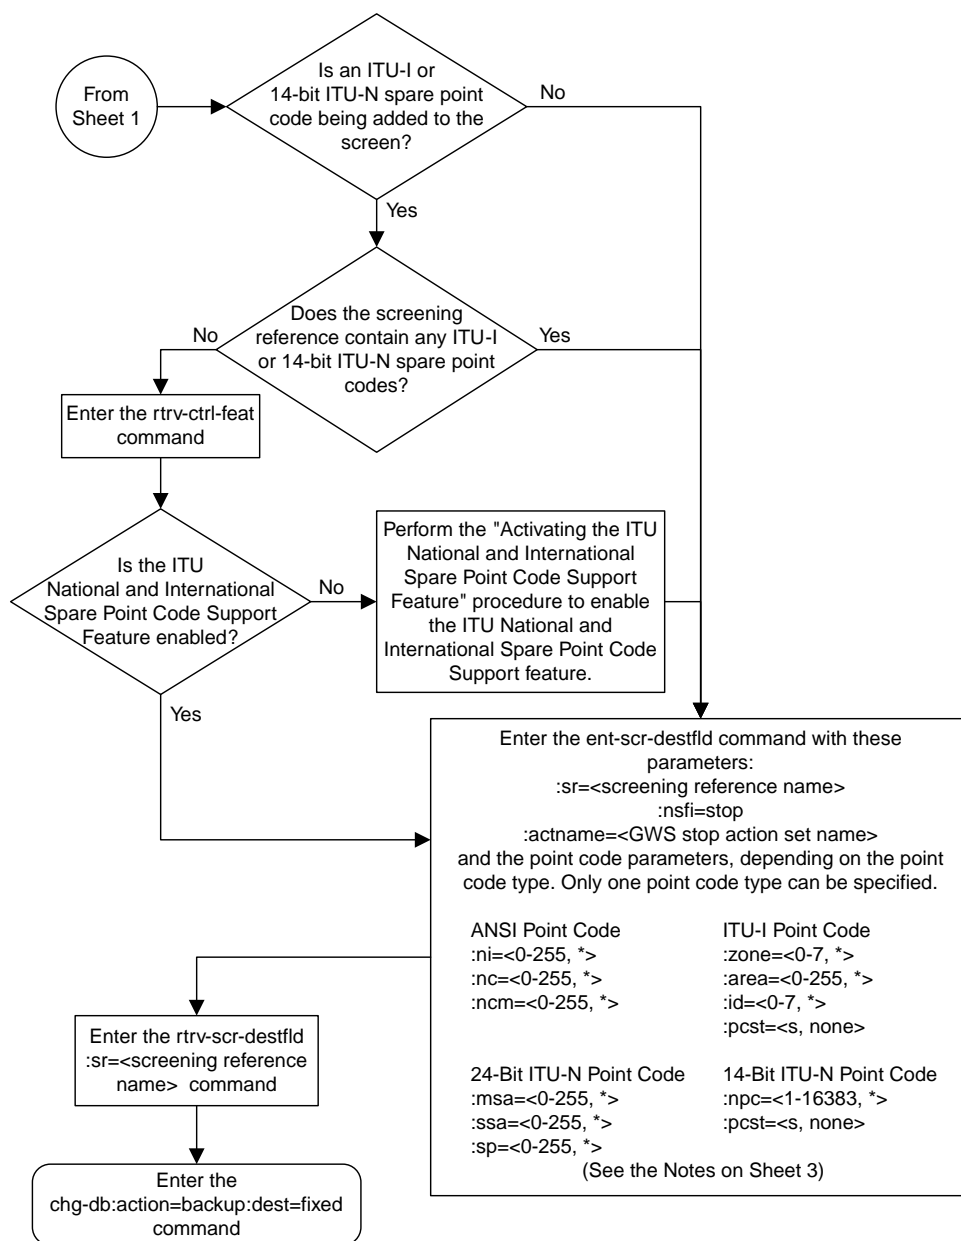 From
Sheet 1
Is an ITU-I or
14-bit ITU-N spare point
code being added to the
screen?
No
Yes
Does the screening
reference contain any ITU-I
or 14-bit ITU-N spare point
codes?
No
Yes
Enter the rtrv-ctrl-feat
command
Is the ITU
National and International
Spare Point Code Support
Feature enabled?
No
Yes
Perform the "Activating the ITU
National and International
Spare Point Code Support
Feature" procedure to enable
the ITU National and
International Spare Point Code
Support feature.
Enter the ent-scr-destfld command with these
parameters:
:sr=<screening reference name>
:nsfi=stop
:actname=<GWS stop action set name>
and the point code parameters, depending on the point
code type. Only one point code type can be specified.
ANSI Point Code
:ni=<0-255, *>
:nc=<0-255, *>
:ncm=<0-255, *>
ITU-I Point Code
:zone=<0-7, *>
:area=<0-255, *>
:id=<0-7, *>
:pcst=<s, none>
24-Bit ITU-N Point Code
:msa=<0-255, *>
:ssa=<0-255, *>
:sp=<0-255, *>
14-Bit ITU-N Point Code
:npc=<1-16383, *>
:pcst=<s, none>
(See the Notes on Sheet 3)
Enter the rtrv-scr-destfld
:sr=<screening reference
name> command
Enter the
chg-db:action=backup:dest=fixed
command